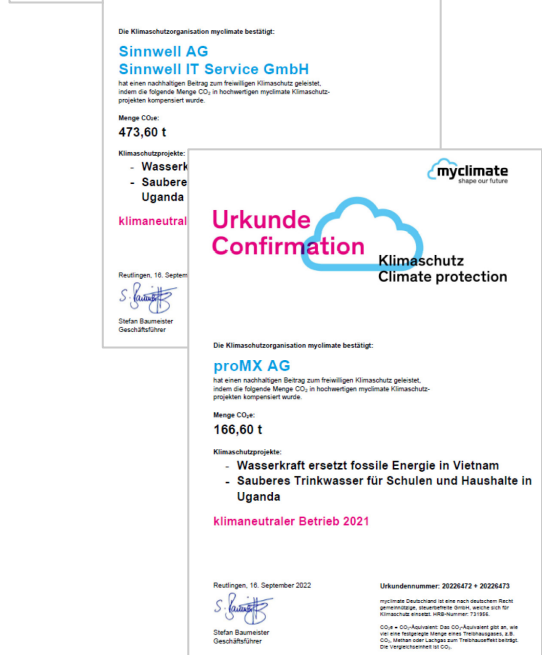 Die Klimaschutzorganisation myclimate bestätigt:
Sinnwell AG
Sinnwell IT Service GmbH
hat einen nachhaltigen Beitrag zum freiwilligen Klimaschutz geleistet,
indem die folgende Menge CO₂ in hochwertigen myclimate Klimaschutz-
projekten kompensiert wurde.
Menge CO₂e:
473,60 t
Klimaschutzprojekte:
- Wasserk
- Saubere
Uganda
klimaneutral
Reutlingen, 16. Septem
Stefan Baumeister
Geschäftsführer
myclimate
shape our future
Urkunde
Confirmation
Klimaschutz
Climate protection
Die Klimaschutzorganisation myclimate bestätigt:
proMX AG
hat einen nachhaltigen Beitrag zum freiwilligen Klimaschutz geleistet,
indem die folgende Menge CO₂ in hochwertigen myclimate Klimaschutz-
projekten kompensiert wurde.
Menge CO₂e:
166,60 t
Klimaschutzprojekte:
- Wasserkraft ersetzt fossile Energie in Vietnam
- Sauberes Trinkwasser für Schulen und Haushalte in
Uganda
klimaneutraler Betrieb 2021
Reutlingen, 16. September 2022
Stefan Baumeister
Geschäftsführer
Urkundennummer: 20226472 + 20226473
myclimate Deutschland ist eine nach deutschem Recht
gemeinnützige, steuerbefreite GmbH, welche sich für
Klimaschutz einsetzt. HRB-Nummer: 731956.
CO₂e = CO₂-Äquivalent: Das CO₂-Äquivalent gibt an, wie
viel eine festgelegte Menge eines Treibhausgases, z.B.
CO₂, Methan oder Lachgas zum Treibhauseffekt beiträgt.
Die Vergleichseinheit ist CO₂.